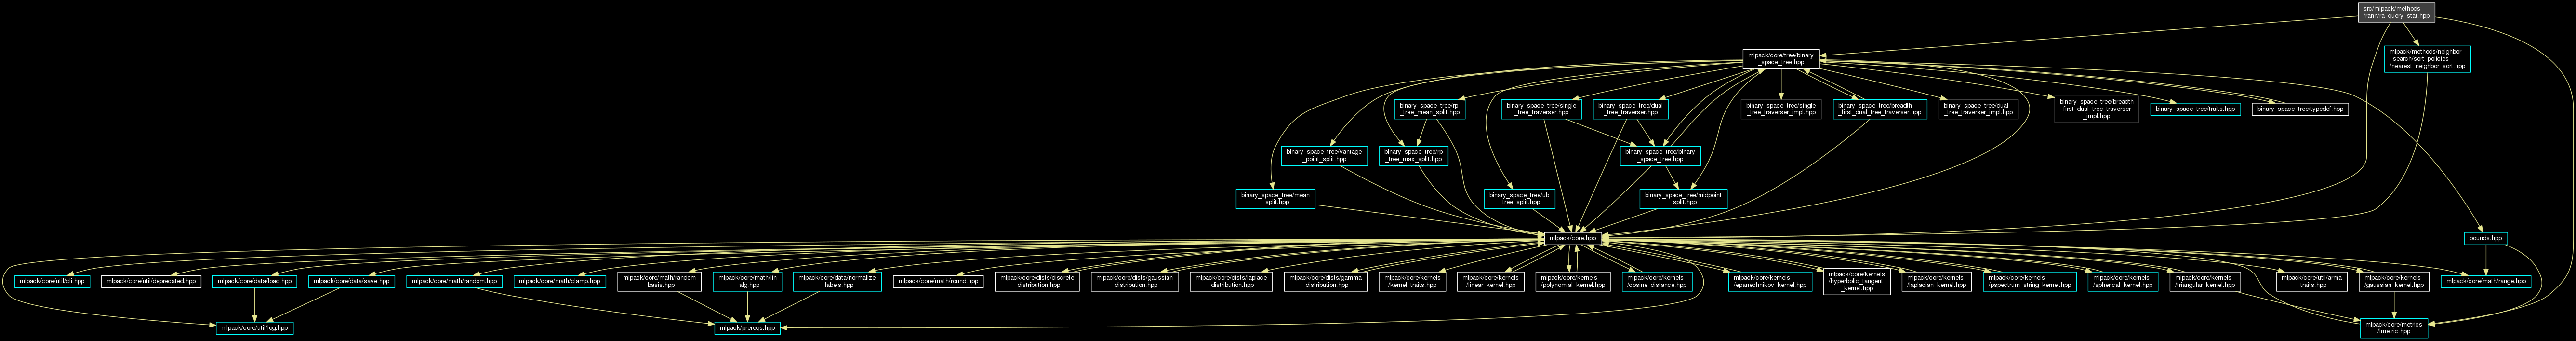 src/mlpack/methods
/rann/ra_query_stat.hpp
mlpack/core/tree/binary
_space_tree.hpp
mlpack/methods/neighbor
_search/sort_policies
/nearest_neighbor_sort.hpp
binary_space_tree/rp
_tree_mean_split.hpp
binary_space_tree/single
_tree_traverser.hpp
binary_space_tree/dual
_tree_traverser.hpp
binary_space_tree/single
_tree_traverser_impl.hpp
binary_space_tree/breadth
_first_dual_tree_traverser.hpp
binary_space_tree/dual
_tree_traverser_impl.hpp
binary_space_tree/breadth
_first_dual_tree_traverser
_impl.hpp
binary_space_tree/traits.hpp
binary_space_tree/typedef.hpp
binary_space_tree/vantage
_point_split.hpp
binary_space_tree/rp
_tree_max_split.hpp
binary_space_tree/binary
_space_tree.hpp
binary_space_tree/mean
_split.hpp
binary_space_tree/ub
_tree_split.hpp
binary_space_tree/midpoint
_split.hpp
mlpack/core.hpp
bounds.hpp
mlpack/core/util/cli.hpp
mlpack/core/util/deprecated.hpp
mlpack/core/data/load.hpp
mlpack/core/data/save.hpp
mlpack/core/math/random.hpp
mlpack/core/math/clamp.hpp
mlpack/core/math/random
_basis.hpp
mlpack/core/math/lin
_alg.hpp
mlpack/core/data/normalize
_labels.hpp
mlpack/core/math/round.hpp
mlpack/core/dists/discrete
_distribution.hpp
mlpack/core/dists/gaussian
_distribution.hpp
mlpack/core/dists/laplace
_distribution.hpp
mlpack/core/dists/gamma
_distribution.hpp
mlpack/core/kernels
/kernel_traits.hpp
mlpack/core/kernels
/linear_kernel.hpp
mlpack/core/kernels
/polynomial_kernel.hpp
mlpack/core/kernels
/cosine_distance.hpp
mlpack/core/kernels
/epanechnikov_kernel.hpp
mlpack/core/kernels
/hyperbolic_tangent
_kernel.hpp
mlpack/core/kernels
/laplacian_kernel.hpp
mlpack/core/kernels
/pspectrum_string_kernel.hpp
mlpack/core/kernels
/spherical_kernel.hpp
mlpack/core/kernels
/triangular_kernel.hpp
mlpack/core/util/arma
_traits.hpp
mlpack/core/kernels
/gaussian_kernel.hpp
mlpack/core/math/range.hpp
mlpack/core/util/log.hpp
mlpack/prereqs.hpp
mlpack/core/metrics
/lmetric.hpp